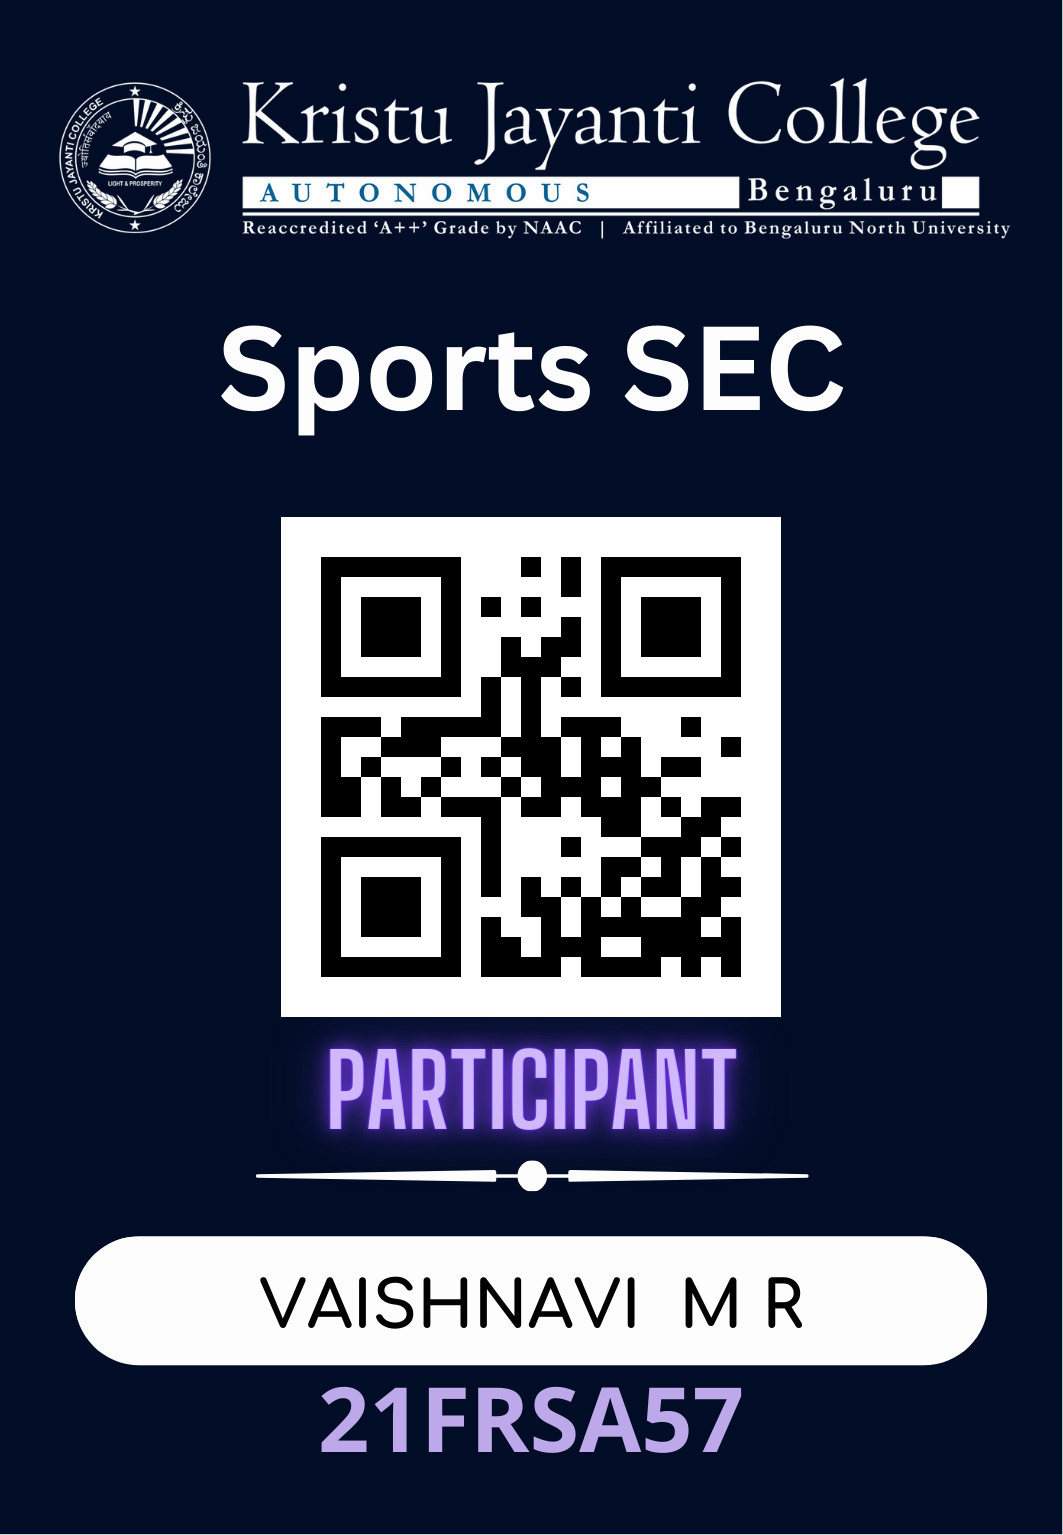 KRISTU JAYANTI COLLEGE
ಕ್ರಿಸ್ತು ಜಯಂತಿ ಕಾಲೇಜು
LIGHT & PROSPERITY
Kristu Jayanti College
AUTONOMOUS Bengaluru
Reaccredited ‘A++’ Grade by NAAC | Affiliated to Bengaluru North University
Sports SEC
PARTICIPANT
VAISHNAVI M R
21FRSA57